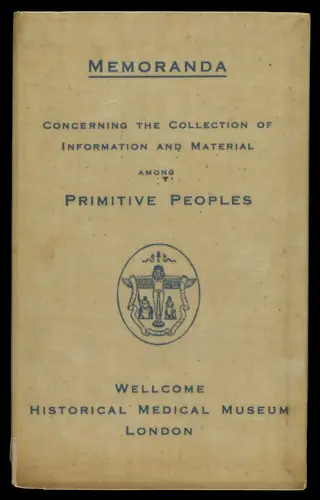 MEMORANDA
CONCERNING THE COLLECTION OF
INFORMATION AND MATERIAL
AMONG
PRIMITIVE PEOPLES
WELLCOME
HISTORICAL MEDICAL MUSEUM
LONDON